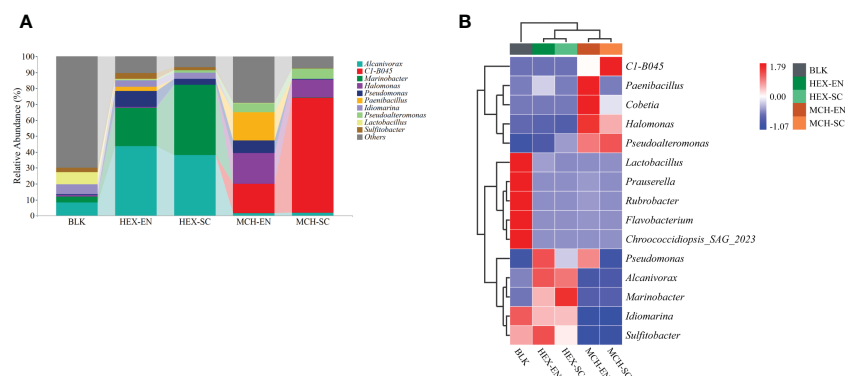 A
B
100
90
80
70
60
50
40
30
20
10
0
Relative Abundance (%)
BLK
HEX-EN
HEX-SC
MCH-EN
MCH-SC
Alcanivorax
C1-B045
Marinobacter
Halomonas
Pseudomonas
Paenibacillus
Idiomarina
Pseudoalteromonas
Lactobacillus
Sulfitobacter
Others
C1-B045
Paenibacillus
Cobetia
Halomonas
Pseudoalteromonas
Lactobacillus
Prauserella
Rubrobacter
Flavobacterium
Chroococcidiopsis_SAG_2023
Pseudomonas
Alcanivorax
Marinobacter
Idiomarina
Sulfitobacter
BLK
HEX-EN
HEX-SC
MCH-EN
MCH-SC
1.79
0.00
-1.07
BLK
HEX-EN
HEX-SC
MCH-EN
MCH-SC